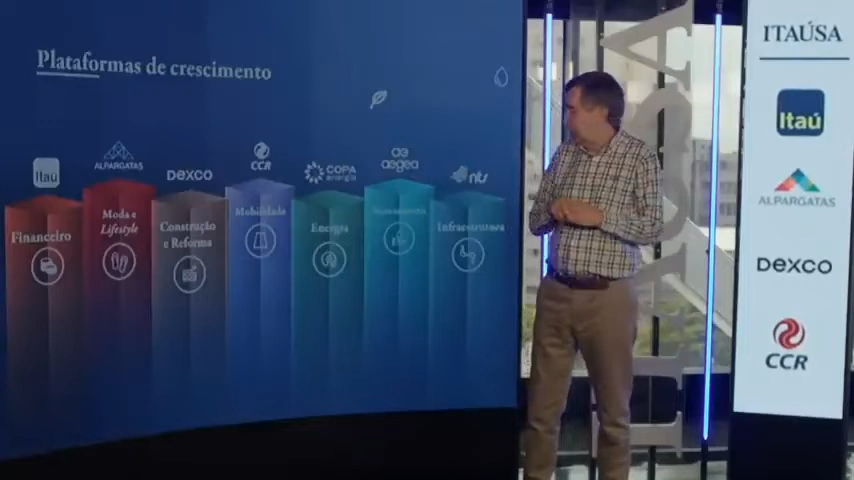 Plataformas de crescimento
Itaú
ALPARGATAS
DEXCO
CCR
COPA
energia
aegea
nts
Financeiro
Moda e
Lifestyle
Construção
e Reforma
Mobilidade
Energia
Infraestrutura
ITAÚSA
Itaú
ALPARGATAS
DEXCO
CCR